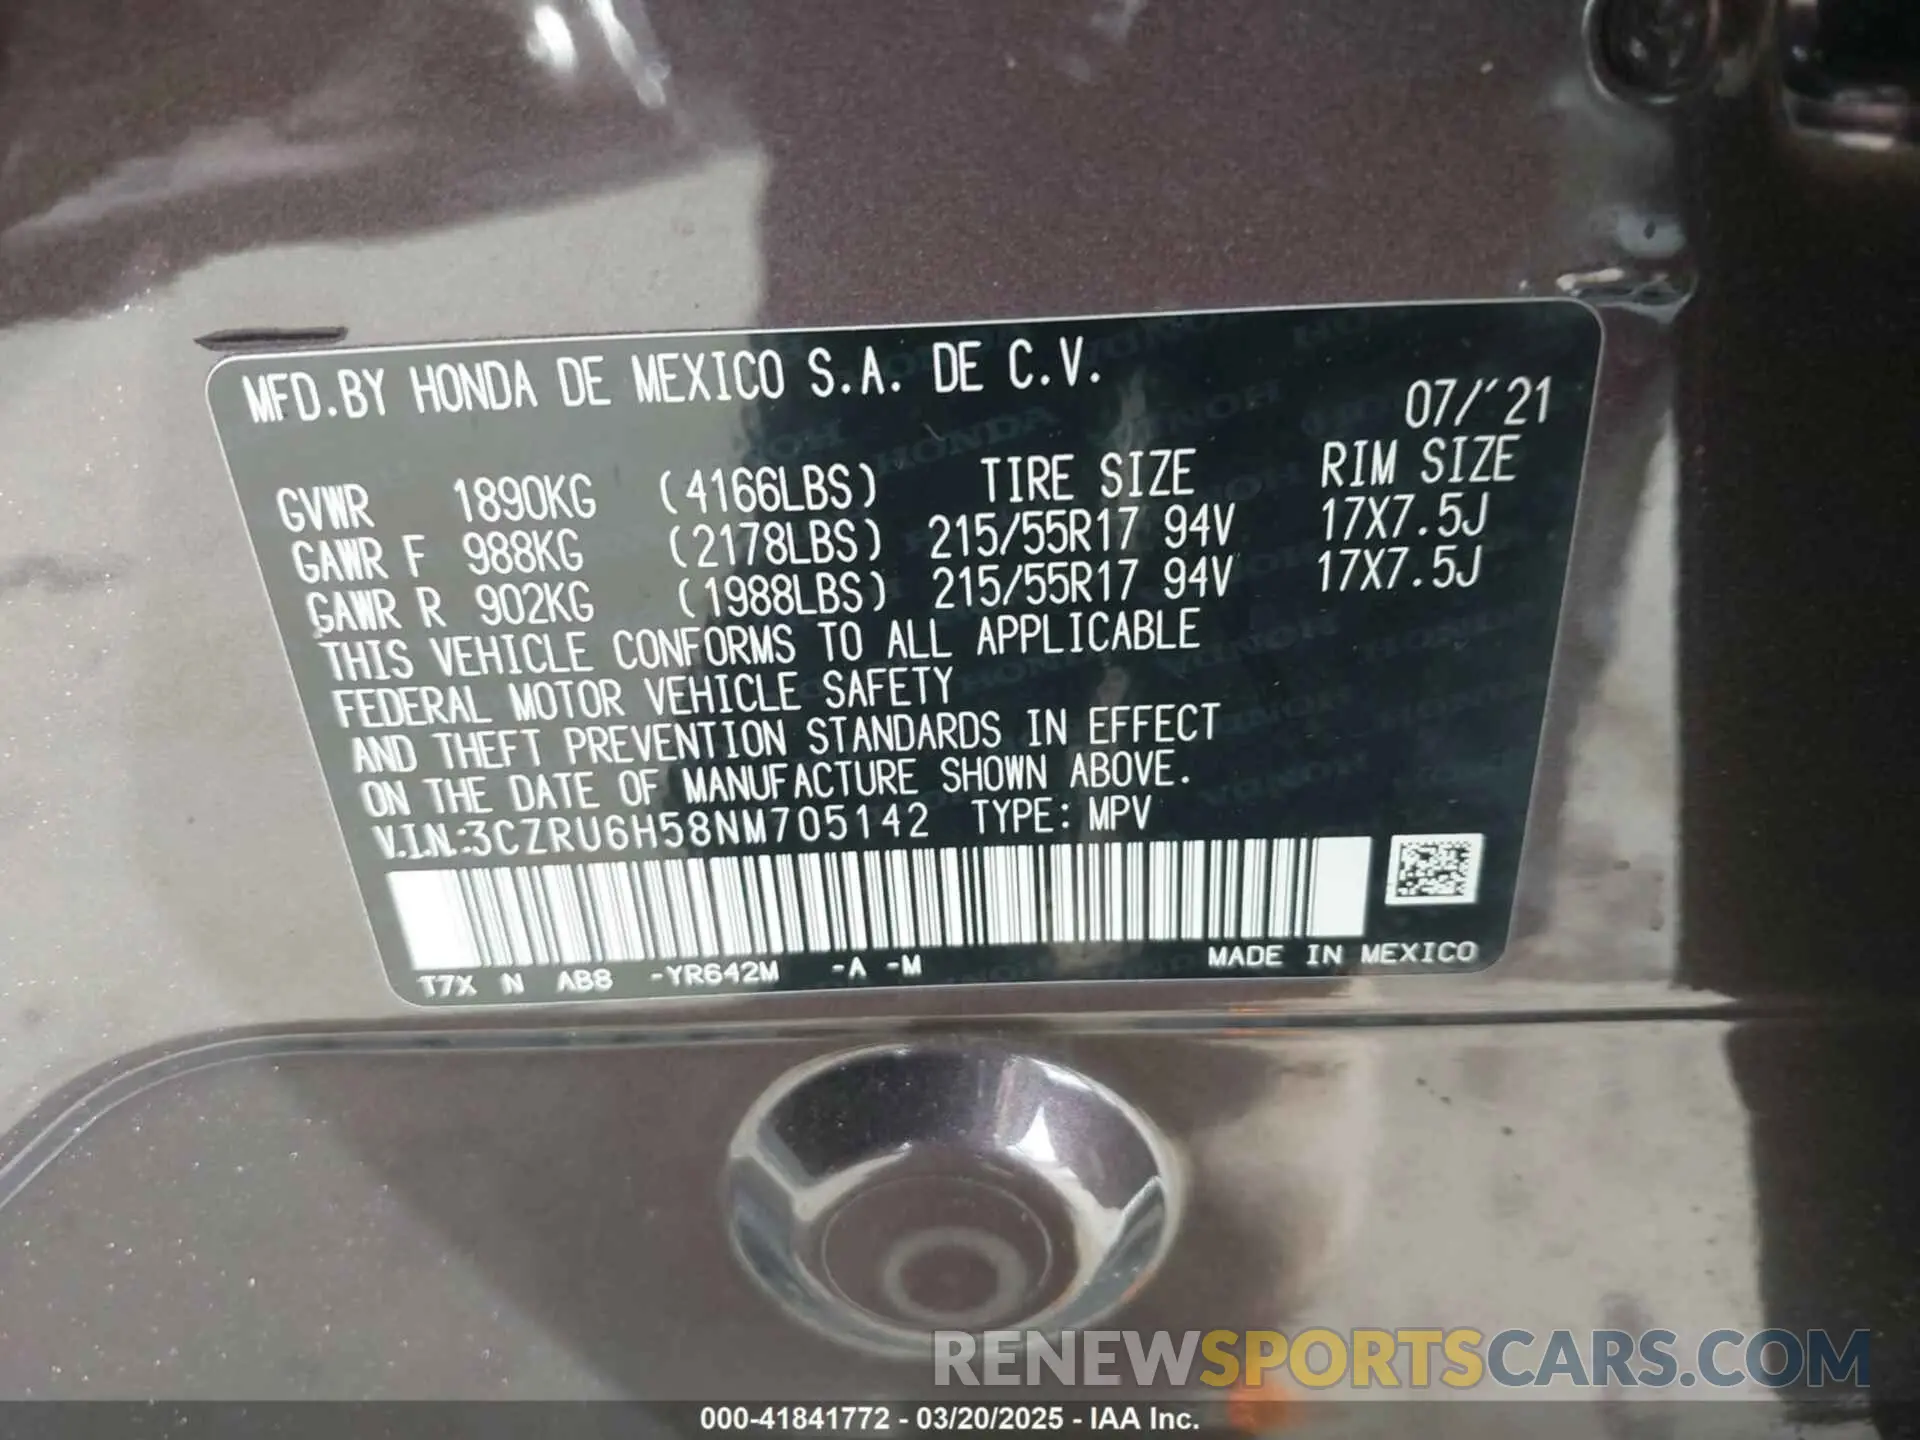 MFD.BY HONDA DE MEXICO S.A. DE C.V.
07/'21
GVWR 1890KG (4166LBS) TIRE SIZE RIM SIZE
GAWR F 988KG (2178LBS) 215/55R17 94V 17X7.5J
GAWR R 902KG (1988LBS) 215/55R17 94V 17X7.5J
THIS VEHICLE CONFORMS TO ALL APPLICABLE
FEDERAL MOTOR VEHICLE SAFETY
AND THEFT PREVENTION STANDARDS IN EFFECT
ON THE DATE OF MANUFACTURE SHOWN ABOVE.
V.I.N.:3CZRU6H58NM705142 TYPE: MPV
T7X N AB8 -YR642M -A -M MADE IN MEXICO
RENEWSPORTSCARS.COM
000-41841772 - 03/20/2025 - IAA Inc.